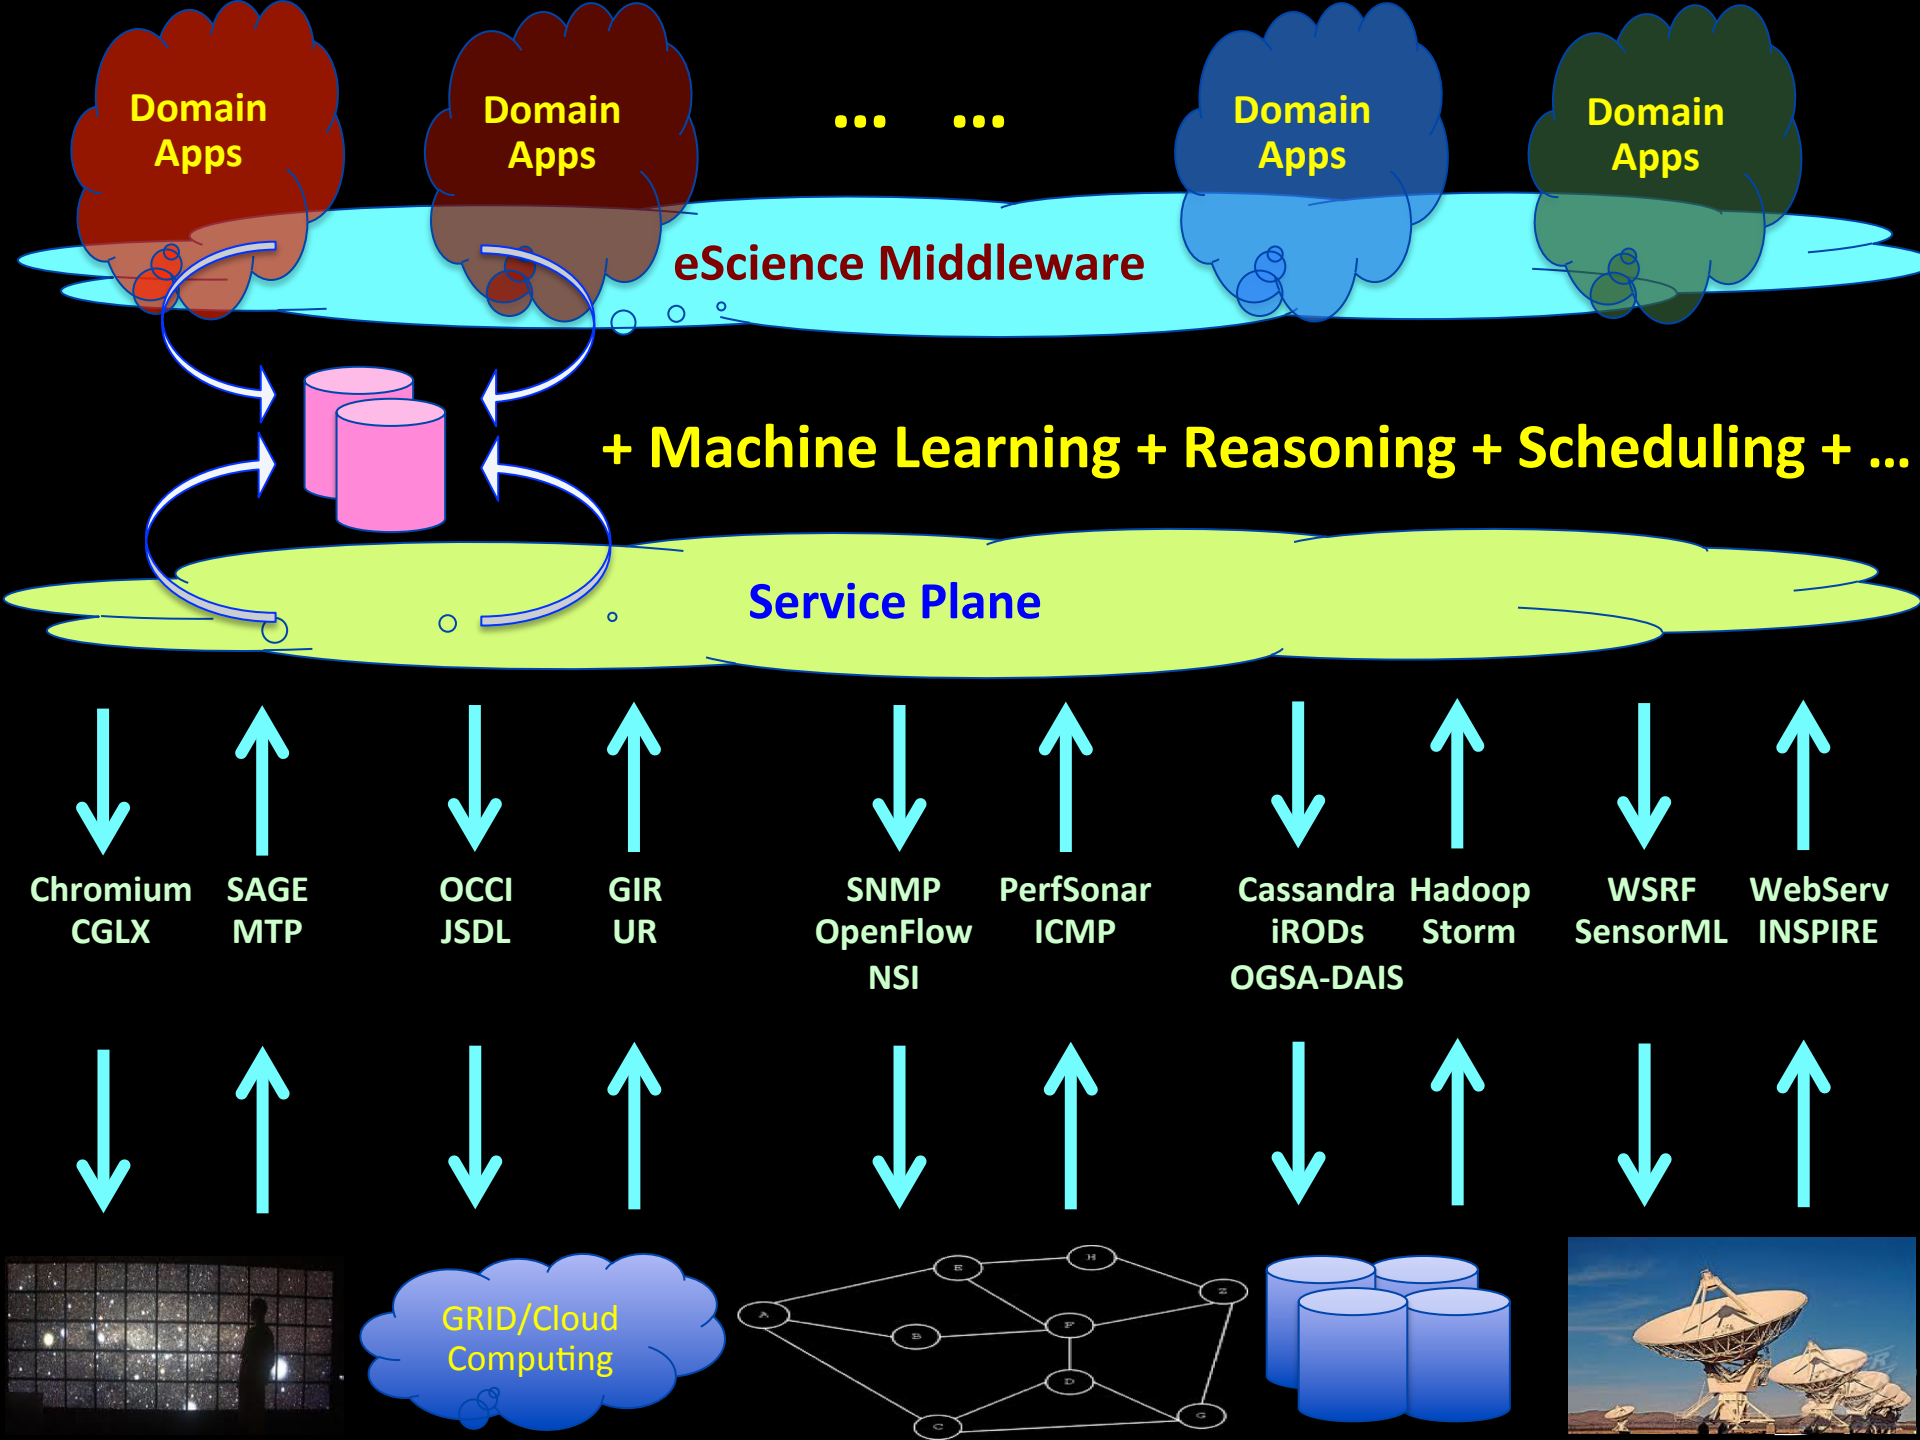 Domain
Apps
Domain
Apps
... ...
Domain
Apps
Domain
Apps
eScience Middleware
+ Machine Learning + Reasoning + Scheduling + ...
Service Plane
Chromium
CGLX
SAGE
MTP
OCCI
JSDL
GIR
UR
SNMP
OpenFlow
NSI
PerfSonar
ICMP
Cassandra
iRODs
OGSA-DAIS
Hadoop
Storm
WSRF
SensorML
WebServ
INSPIRE
GRID/Cloud
Computing
A
E
H
Z
B
F
D
C
G